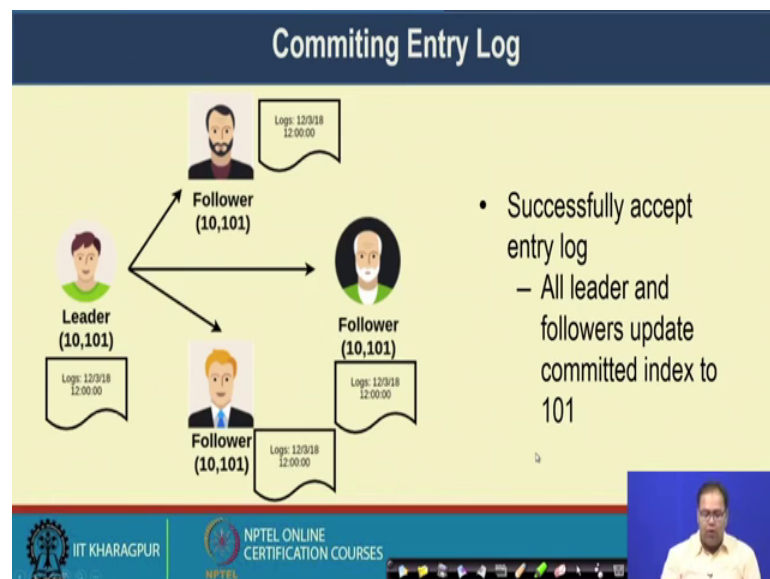 Commiting Entry Log
Logs: 12/3/18
12:00:00
Follower
(10,101)
Leader
(10,101)
Logs: 12/3/18
12:00:00
Follower
(10,101)
Logs: 12/3/18
12:00:00
Follower
(10,101)
Logs: 12/3/18
12:00:00
• Successfully accept
entry log
– All leader and
followers update
committed index to
101
IIT KHARAGPUR
NPTEL ONLINE
CERTIFICATION COURSES
NPTEL